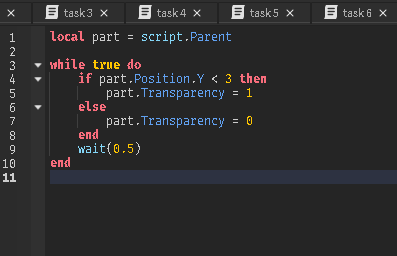 task3
task4
task5
task6
1 local part = script.Parent
2
3 while true do
4     if part.Position.Y < 3 then
5         part.Transparency = 1
6     else
7         part.Transparency = 0
8     end
9     wait(0.5)
10 end
11